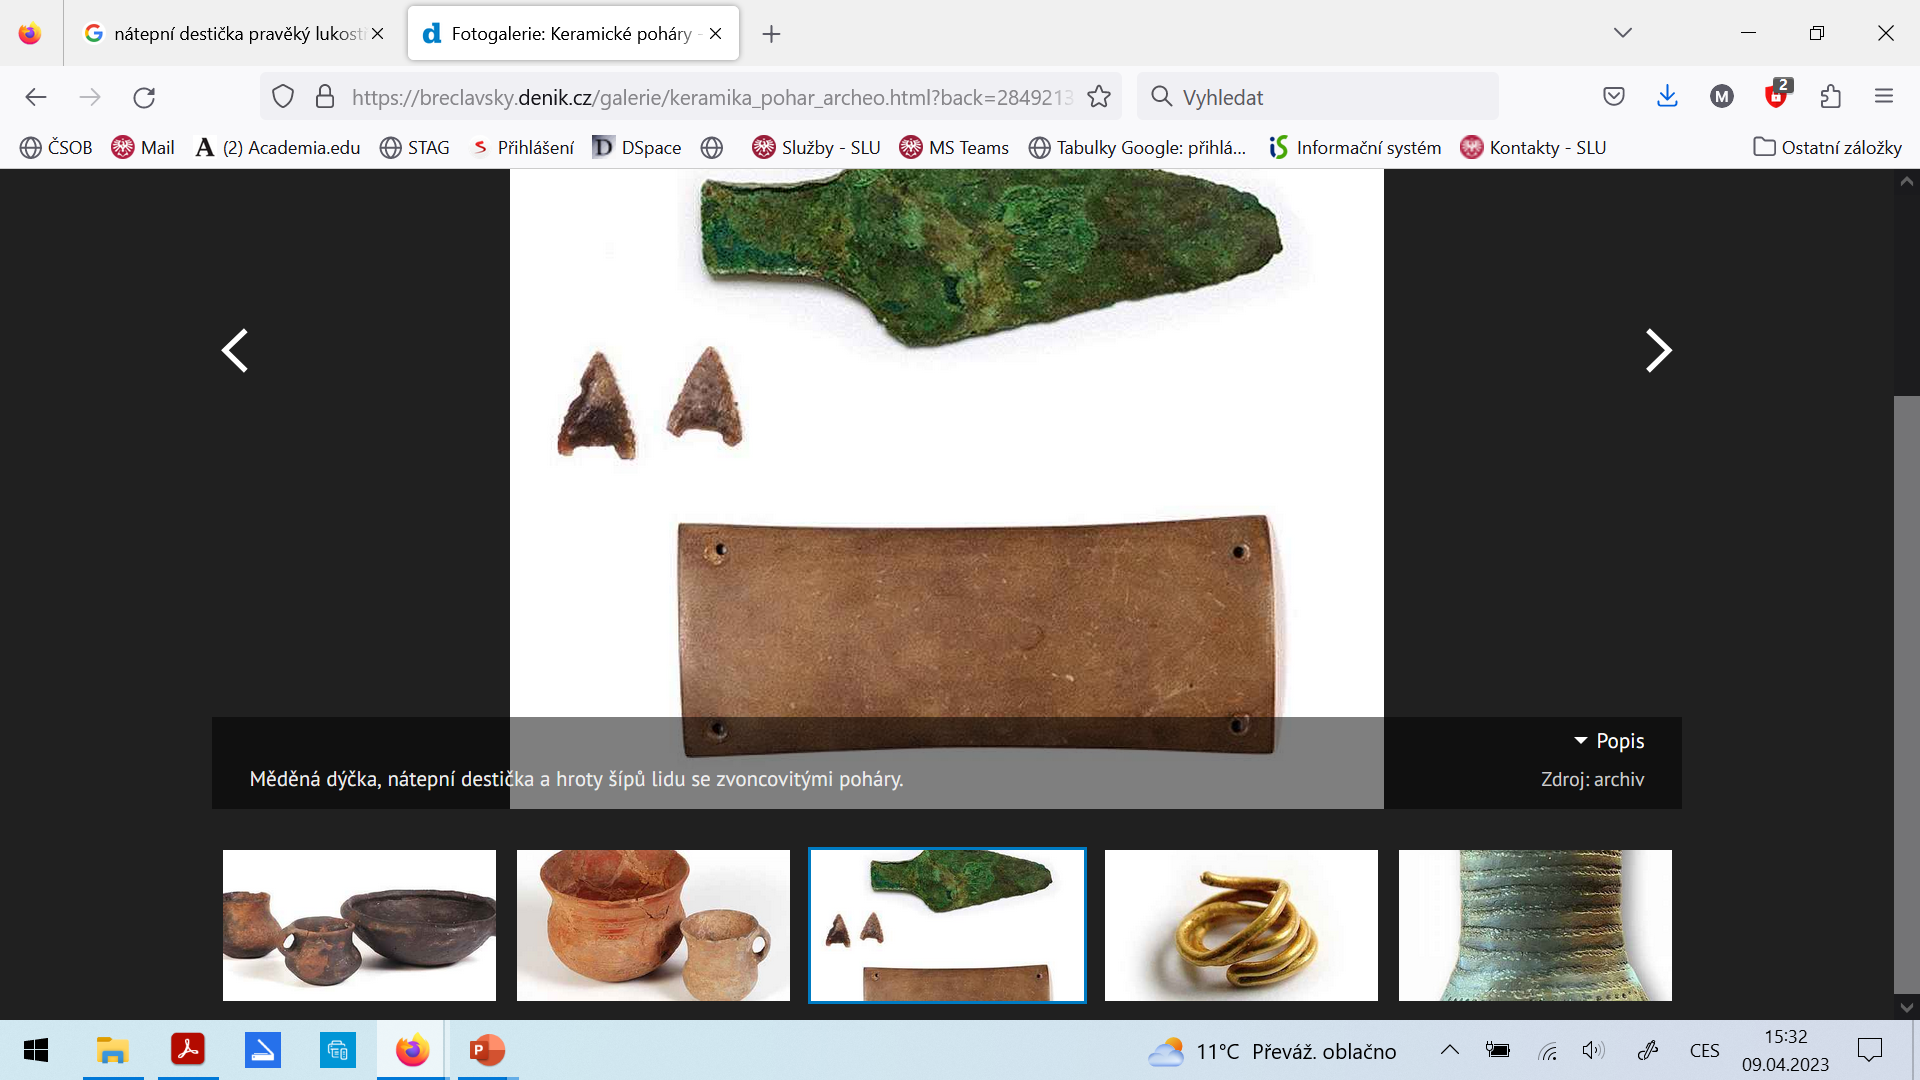 nátepní destička pravěký lukostř
Fotogalerie: Keramické poháry -
https://breclavsky.denik.cz/galerie/keramika_pohar_archeo.html?back=2849213
Vyhledat
M
2
ČSOB
Mail
(2) Academia.edu
STAG
Přihlášení
DSpace
Služby - SLU
MS Teams
Tabulky Google: přihlá...
Informační systém
Kontakty - SLU
Ostatní záložky
Popis
Měděná dýčka, nátepní destička a hroty šípů lidu se zvoncovitými poháry.
Zdroj: archiv
11°C Převáž. oblačno
CES
15:32
09.04.2023